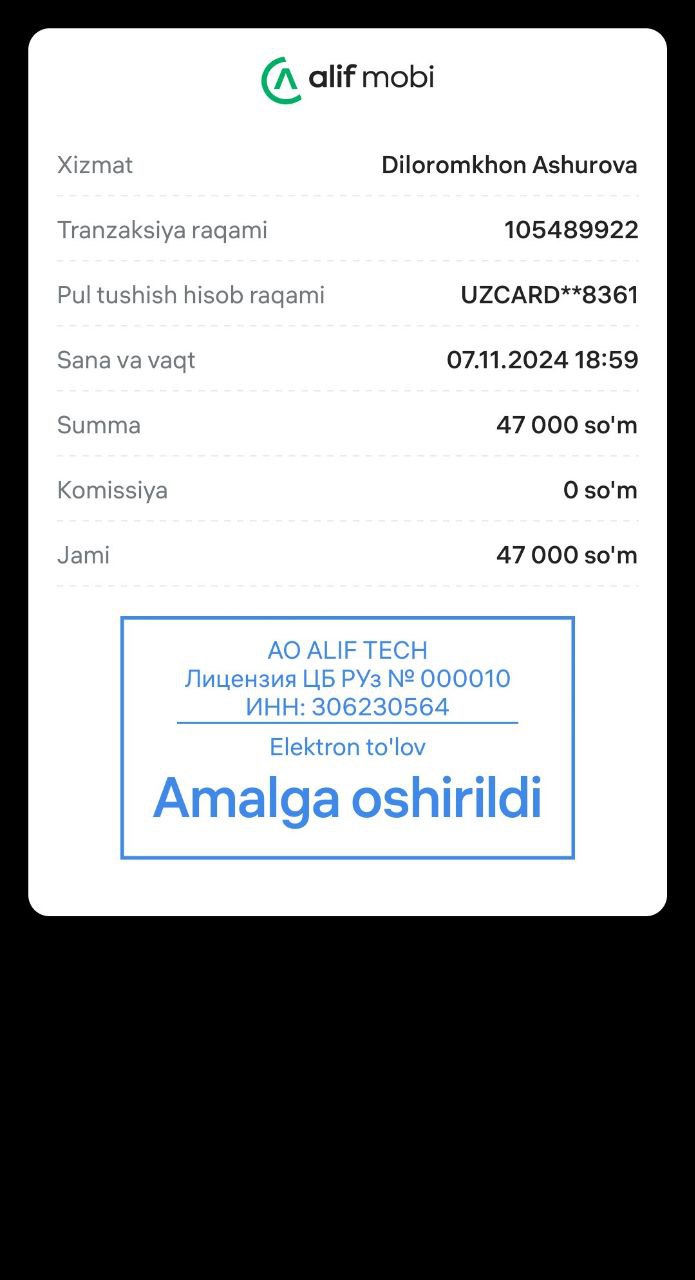 alif mobi
Xizmat Diloromkhon Ashurova
Tranzaksiya raqami 105489922
Pul tushish hisob raqami UZCARD**8361
Sana va vaqt 07.11.2024 18:59
Summa 47 000 so'm
Komissiya 0 so'm
Jami 47 000 so'm
АО ALIF TECH
Лицензия ЦБ РУз № 000010
ИНН: 306230564
Elektron to'lov
Amalga oshirildi